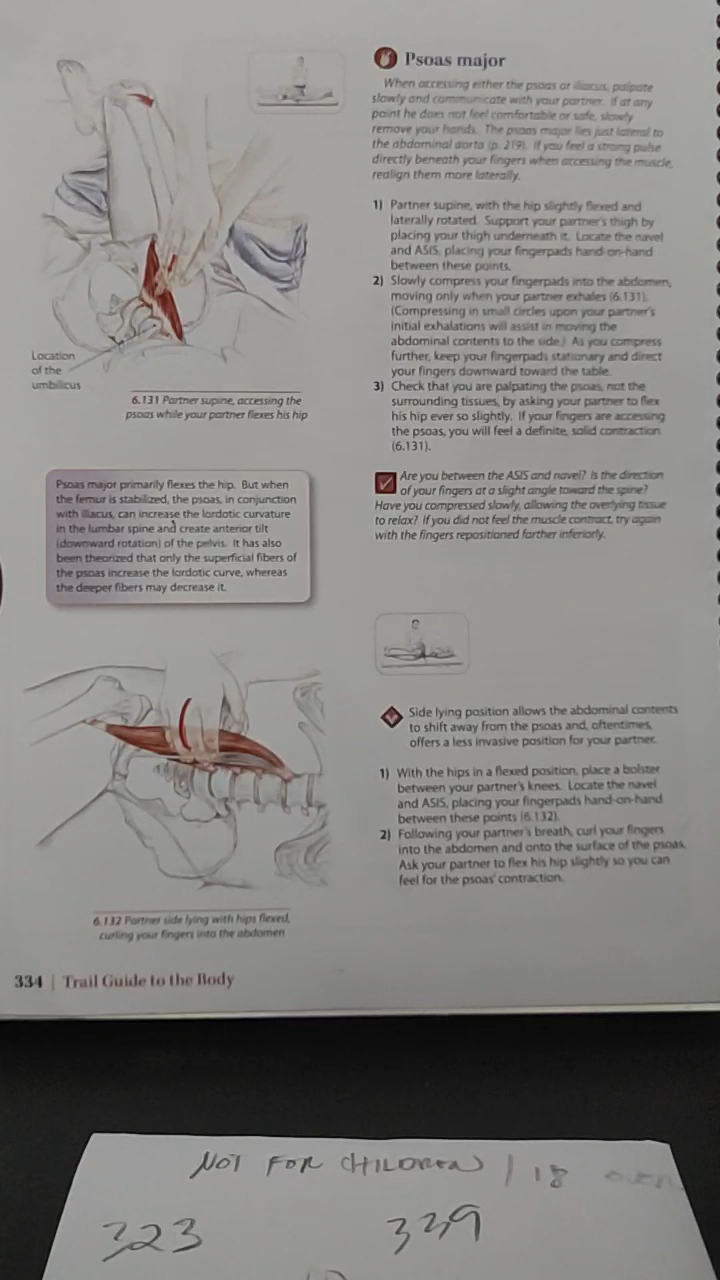 Psoas major
When accessing either the psoas or iliacus, palpate
slowly and communicate with your partner. If at any
point he does not feel comfortable or safe, slowly
remove your hands. The psoas major lies just lateral to
the abdominal aorta (p. 219). If you feel a strong pulse
directly beneath your fingers when accessing the muscle,
realign them more laterally.
1) Partner supine, with the hip slightly flexed and
laterally rotated. Support your partner's thigh by
placing your thigh underneath it. Locate the navel
and ASIS, placing your fingerpads hand-on-hand
between these points.
2) Slowly compress your fingerpads into the abdomen,
moving only when your partner exhales (6.131).
(Compressing in small circles upon your partner's
initial exhalations will assist in moving the
abdominal contents to the side.) As you compress
further, keep your fingerpads stationary and direct
your fingers downward toward the table.
3) Check that you are palpating the psoas, not the
surrounding tissues, by asking your partner to flex
his hip ever so slightly. If your fingers are accessing
the psoas, you will feel a definite, solid contraction
(6.131).
Are you between the ASIS and navel? Is the direction
of your fingers at a slight angle toward the spine?
Have you compressed slowly, allowing the overlying tissue
to relax? If you did not feel the muscle contract, try again
with the fingers repositioned farther inferiorly.
Location
of the
umbilicus
6.131 Partner supine, accessing the
psoas while your partner flexes his hip
Psoas major primarily flexes the hip. But when
the femur is stabilized, the psoas, in conjunction
with iliacus, can increase the lordotic curvature
in the lumbar spine and create anterior tilt
(downward rotation) of the pelvis. It has also
been theorized that only the superficial fibers of
the psoas increase the lordotic curve, whereas
the deeper fibers may decrease it.
Side lying position allows the abdominal contents
to shift away from the psoas and, oftentimes,
offers a less invasive position for your partner.
1) With the hips in a flexed position, place a bolster
between your partner's knees. Locate the navel
and ASIS, placing your fingerpads hand-on-hand
between these points (6.132).
2) Following your partner's breath, curl your fingers
into the abdomen and onto the surface of the psoas.
Ask your partner to flex his hip slightly so you can
feel for the psoas' contraction.
6.132 Partner side lying with hips flexed,
curling your fingers into the abdomen
334 | Trail Guide to the Body
NOT FOR CHILDREN / 18 over
323 339